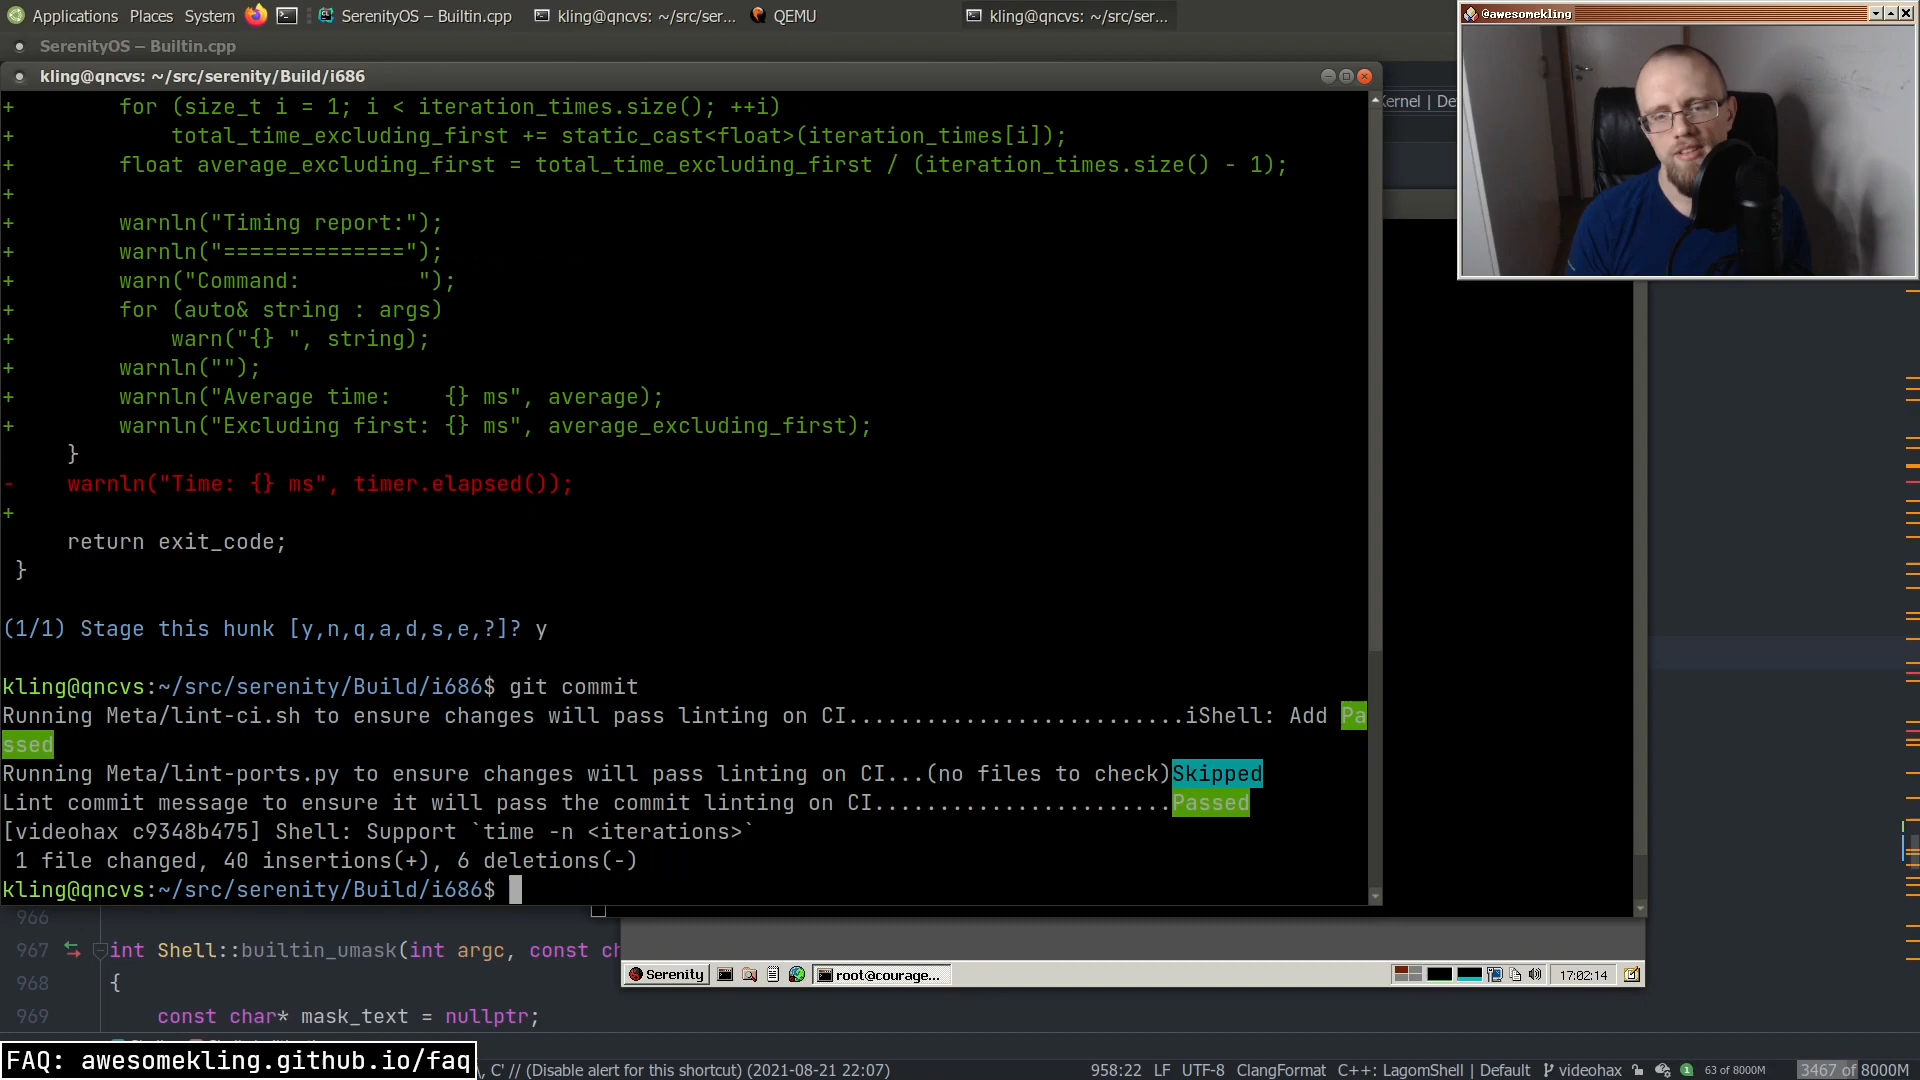 Applications Places System SerenityOS – Builtin.cpp kling@qncvs: ~/src/ser... QEMU kling@qncvs: ~/src/ser...
@awesomekling
SerenityOS – Builtin.cpp
kling@qncvs: ~/src/serenity/Build/i686
Kernel | De
+        for (size_t i = 1; i < iteration_times.size(); ++i)
+            total_time_excluding_first += static_cast<float>(iteration_times[i]);
+        float average_excluding_first = total_time_excluding_first / (iteration_times.size() - 1);
+
+        warnln("Timing report:");
+        warnln("==============");
+        warn("Command:         ");
+        for (auto& string : args)
+            warn("{} ", string);
+        warnln("");
+        warnln("Average time:    {} ms", average);
+        warnln("Excluding first: {} ms", average_excluding_first);
     }
-    warnln("Time: {} ms", timer.elapsed());
+
     return exit_code;
 }
(1/1) Stage this hunk [y,n,q,a,d,s,e,?]? y
kling@qncvs:~/src/serenity/Build/i686$ git commit
Running Meta/lint-ci.sh to ensure changes will pass linting on CI..........................iShell: Add Pa
ssed
Running Meta/lint-ports.py to ensure changes will pass linting on CI...(no files to check)Skipped
Lint commit message to ensure it will pass the commit linting on CI.......................Passed
[videohax c9348b475] Shell: Support `time -n <iterations>`
 1 file changed, 40 insertions(+), 6 deletions(-)
kling@qncvs:~/src/serenity/Build/i686$
966
967 int Shell::builtin_umask(int argc, const ch
968 {
969     const char* mask_text = nullptr;
Serenity root@courage... 17:02:14
FAQ: awesomekling.github.io/faq
\, C' // (Disable alert for this shortcut) (2021-08-21 22:07) 958:22 LF UTF-8 ClangFormat C++: LagomShell | Default videohax 1 63 of 8000M 3467 of 8000M